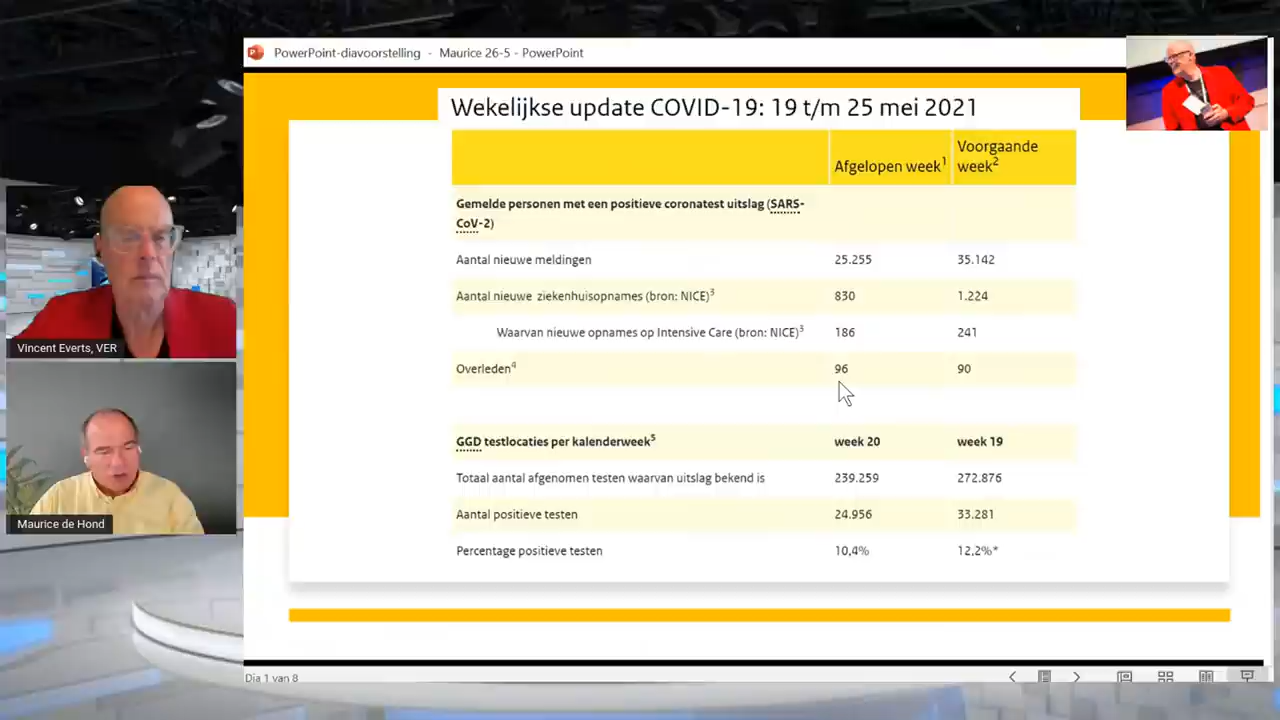 PowerPoint-diavoorstelling - Maurice 26-5 - PowerPoint
Wekelijkse update COVID-19: 19 t/m 25 mei 2021
Afgelopen week¹ Voorgaande week²
Gemelde personen met een positieve coronatest uitslag (SARS-
CoV-2)
Aantal nieuwe meldingen 25.255 35.142
Aantal nieuwe ziekenhuisopnames (bron: NICE)³ 830 1.224
Waarvan nieuwe opnames op Intensive Care (bron: NICE)³ 186 241
Overleden⁴ 96 90
GGD testlocaties per kalenderweek⁵ week 20 week 19
Totaal aantal afgenomen testen waarvan uitslag bekend is 239.259 272.876
Aantal positieve testen 24.956 33.281
Percentage positieve testen 10,4% 12,2%*
Dia 1 van 8
Vincent Everts, VER
Maurice de Hond